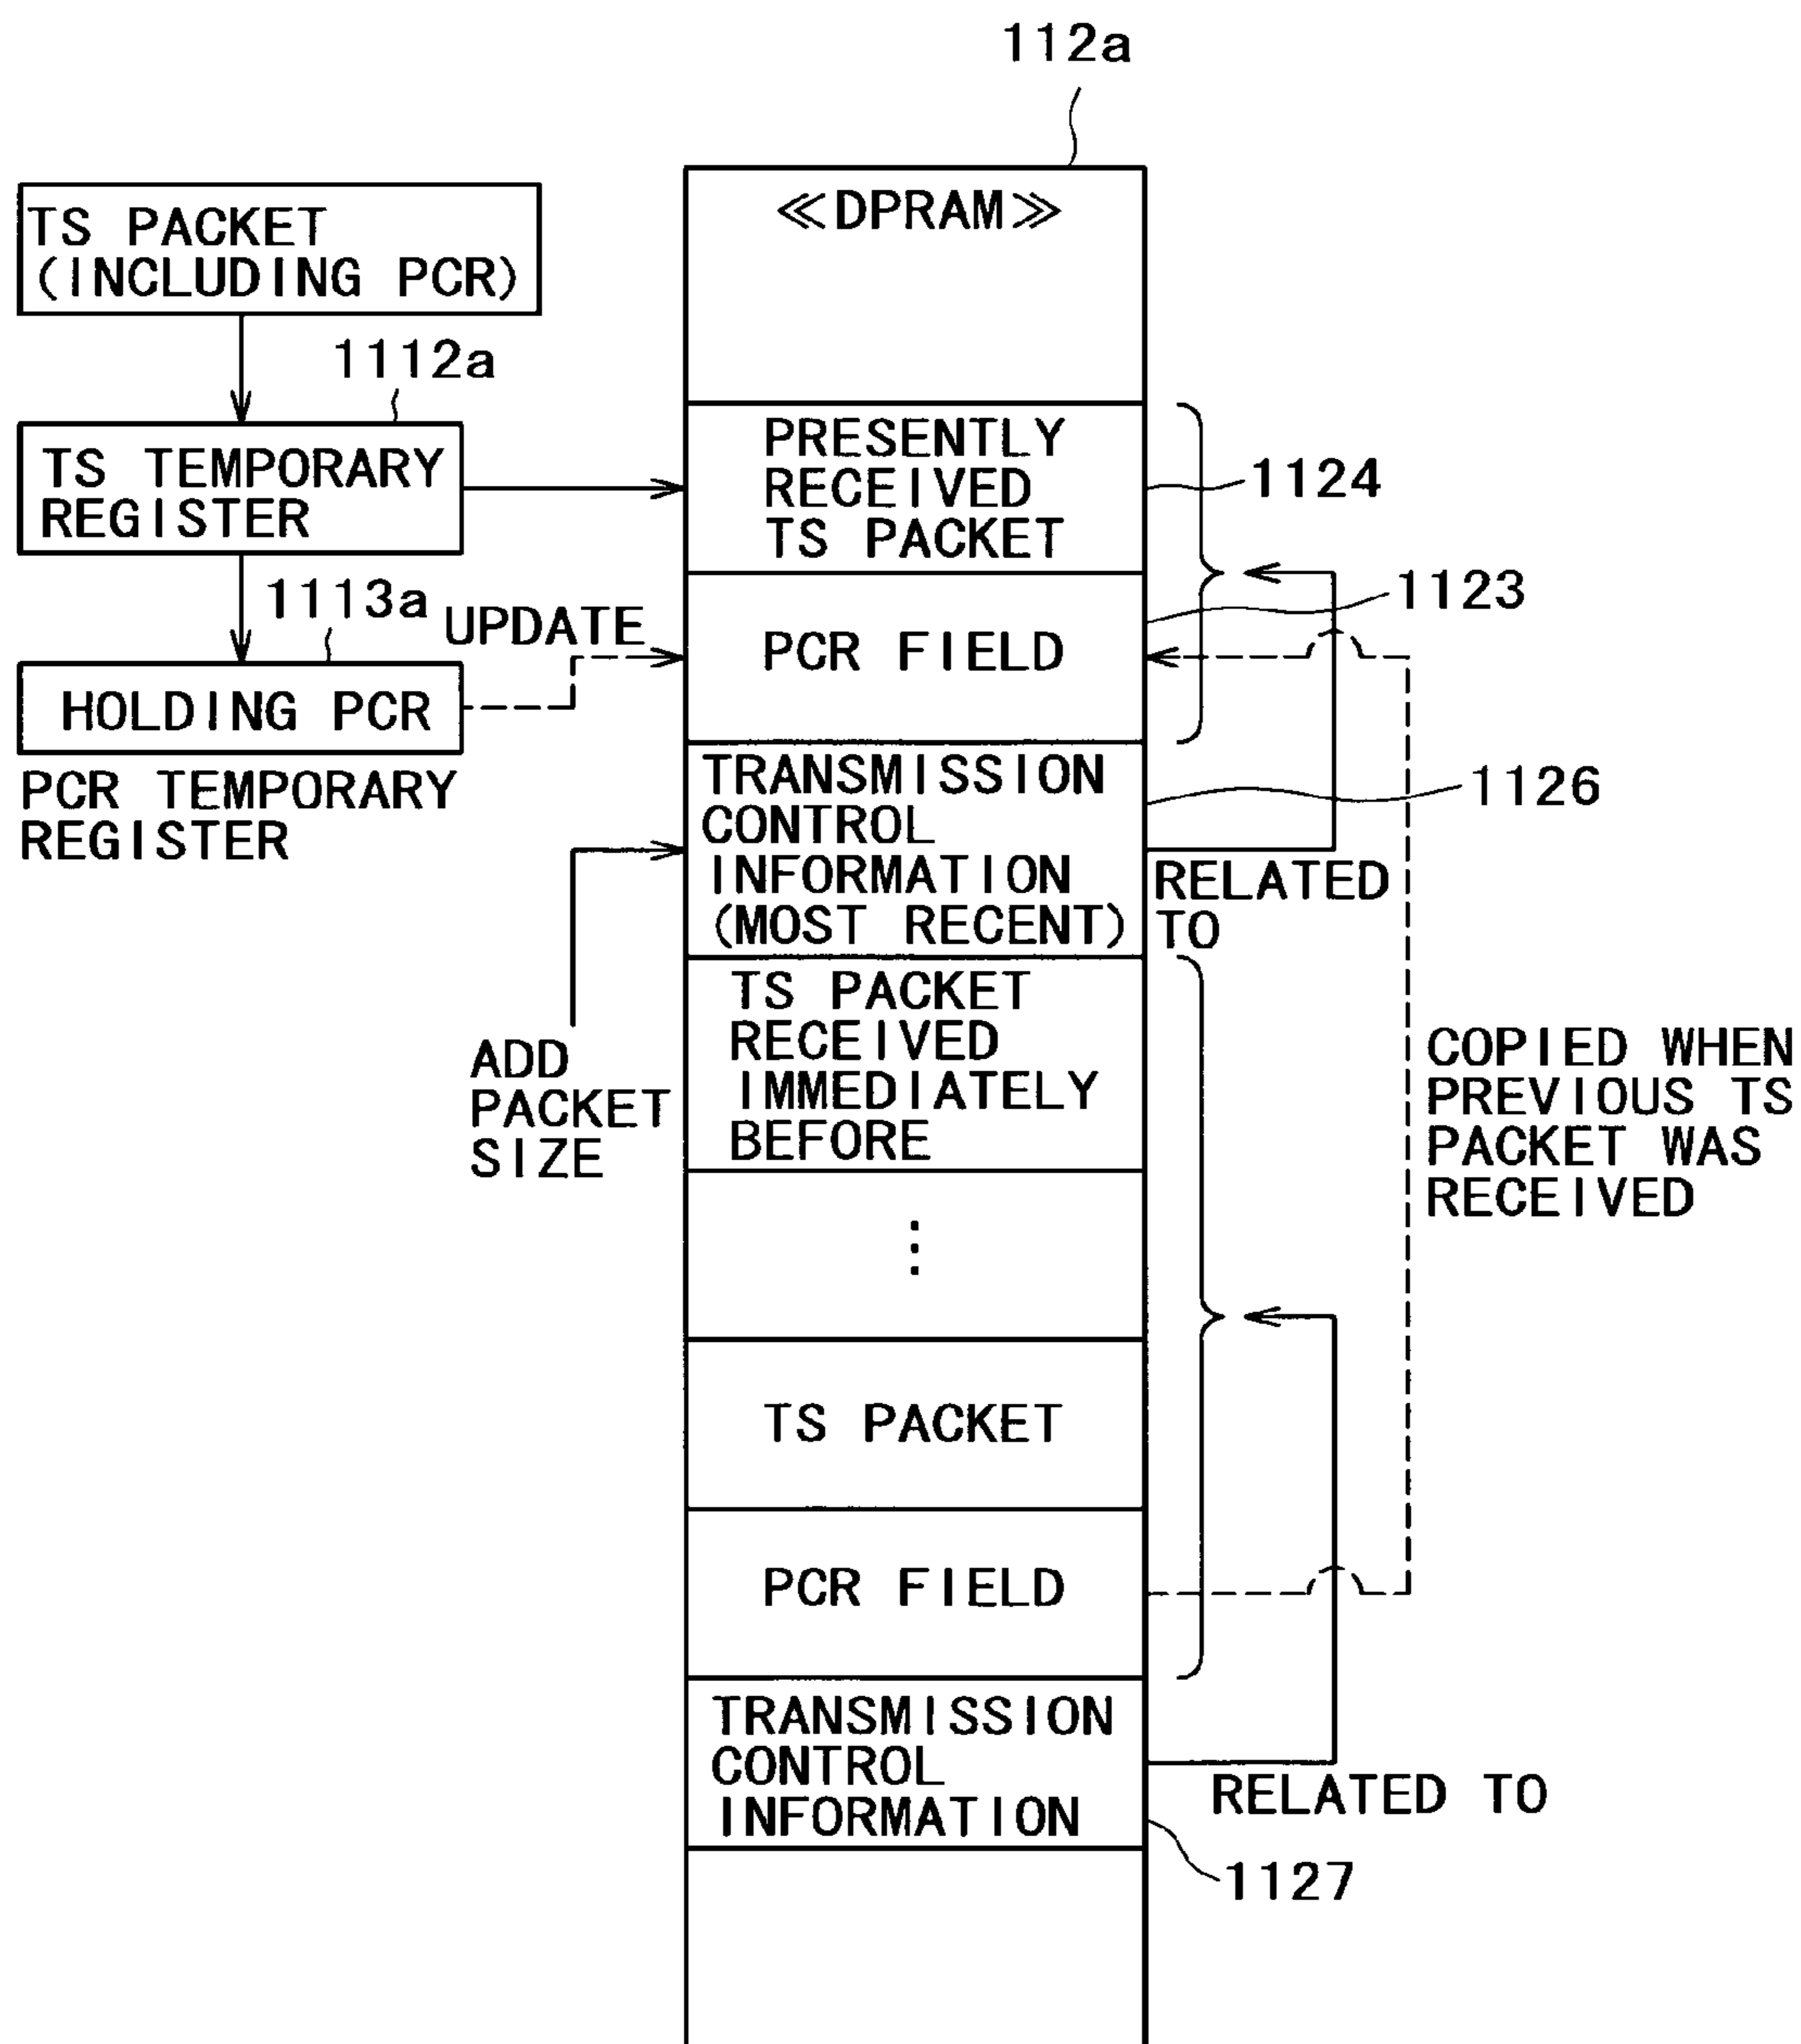 112a
≪DPRAM≫
TS PACKET
(INCLUDING PCR)
1112a
TS TEMPORARY
REGISTER
1113a
UPDATE
HOLDING PCR
PCR TEMPORARY
REGISTER
PRESENTLY
RECEIVED
TS PACKET
1124
PCR FIELD
1123
TRANSMISSION
CONTROL
INFORMATION
(MOST RECENT)
1126
RELATED
TO
ADD
PACKET
SIZE
TS PACKET
RECEIVED
IMMEDIATELY
BEFORE
COPIED WHEN
PREVIOUS TS
PACKET WAS
RECEIVED
⋮
TS PACKET
PCR FIELD
TRANSMISSION
CONTROL
INFORMATION
RELATED TO
1127